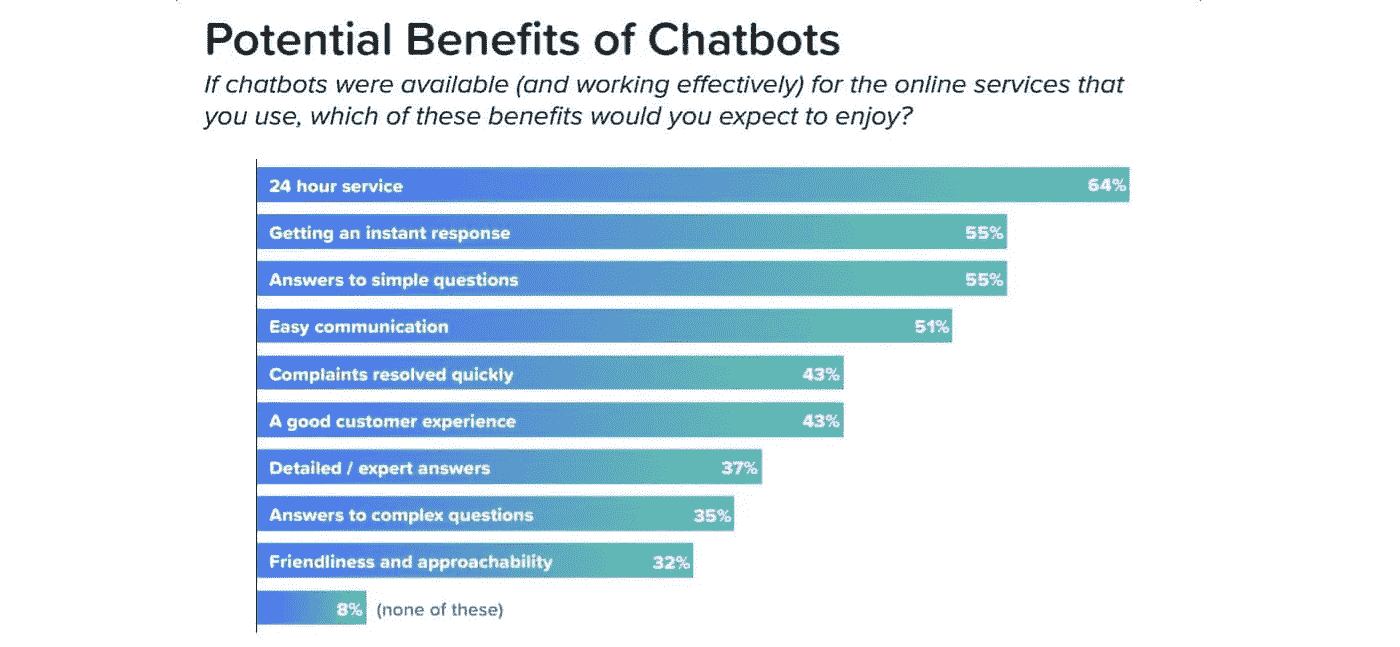 Potential Benefits of Chatbots
If chatbots were available (and working effectively) for the online services that
you use, which of these benefits would you expect to enjoy?
24 hour service 64%
Getting an instant response 55%
Answers to simple questions 55%
Easy communication 51%
Complaints resolved quickly 43%
A good customer experience 43%
Detailed / expert answers 37%
Answers to complex questions 35%
Friendliness and approachability 32%
8% (none of these)